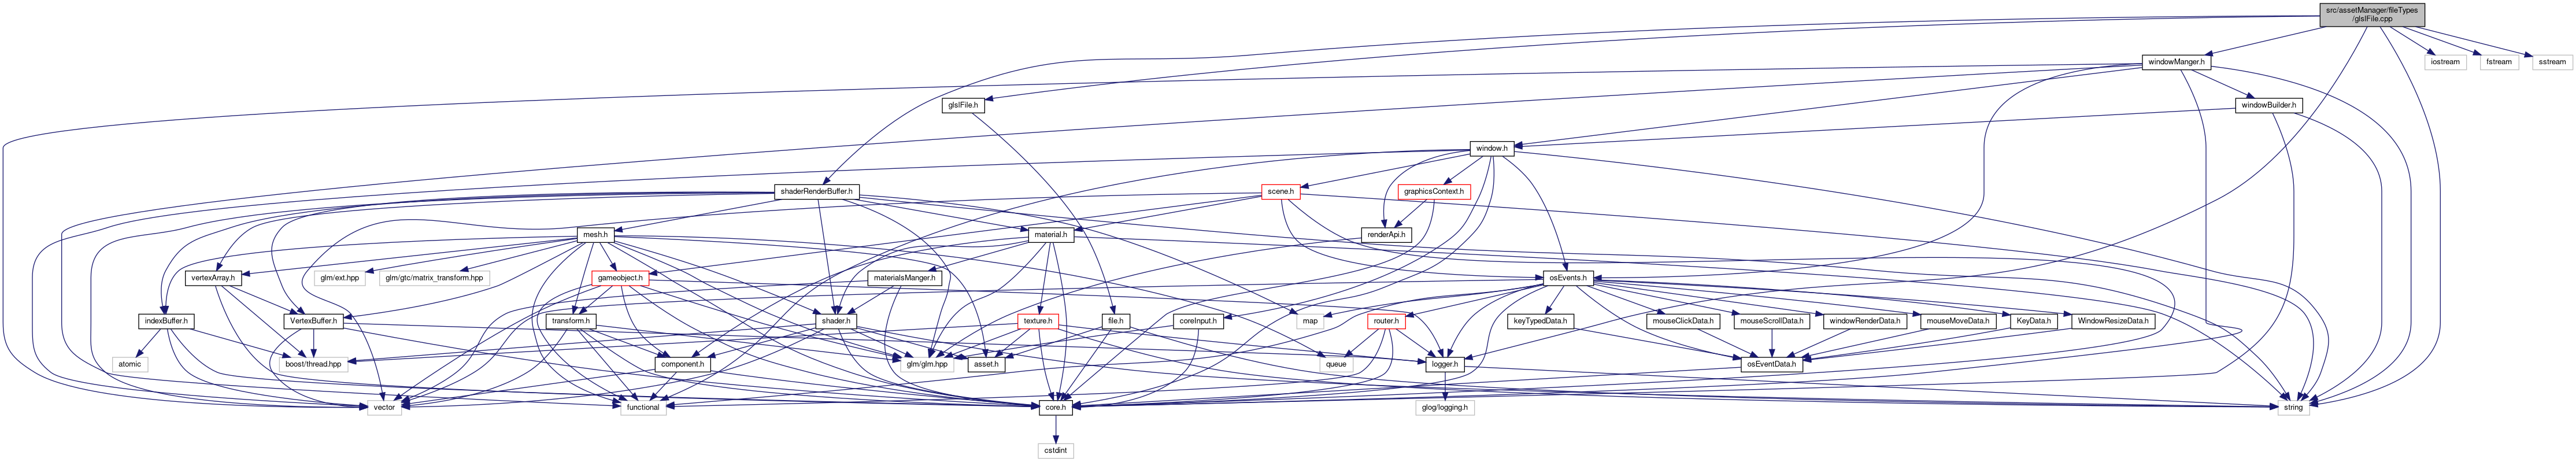 src/assetManager/fileTypes
/glslFile.cpp
windowManger.h
iostream
fstream
sstream
glslFile.h
windowBuilder.h
window.h
shaderRenderBuffer.h
scene.h
graphicsContext.h
mesh.h
material.h
renderApi.h
vertexArray.h
glm/ext.hpp
glm/gtc/matrix_transform.hpp
gameobject.h
materialsManger.h
osEvents.h
indexBuffer.h
VertexBuffer.h
transform.h
shader.h
texture.h
file.h
coreInput.h
map
router.h
keyTypedData.h
mouseClickData.h
mouseScrollData.h
windowRenderData.h
mouseMoveData.h
KeyData.h
WindowResizeData.h
atomic
boost/thread.hpp
component.h
glm/glm.hpp
asset.h
queue
logger.h
osEventData.h
vector
functional
core.h
glog/logging.h
string
cstdint